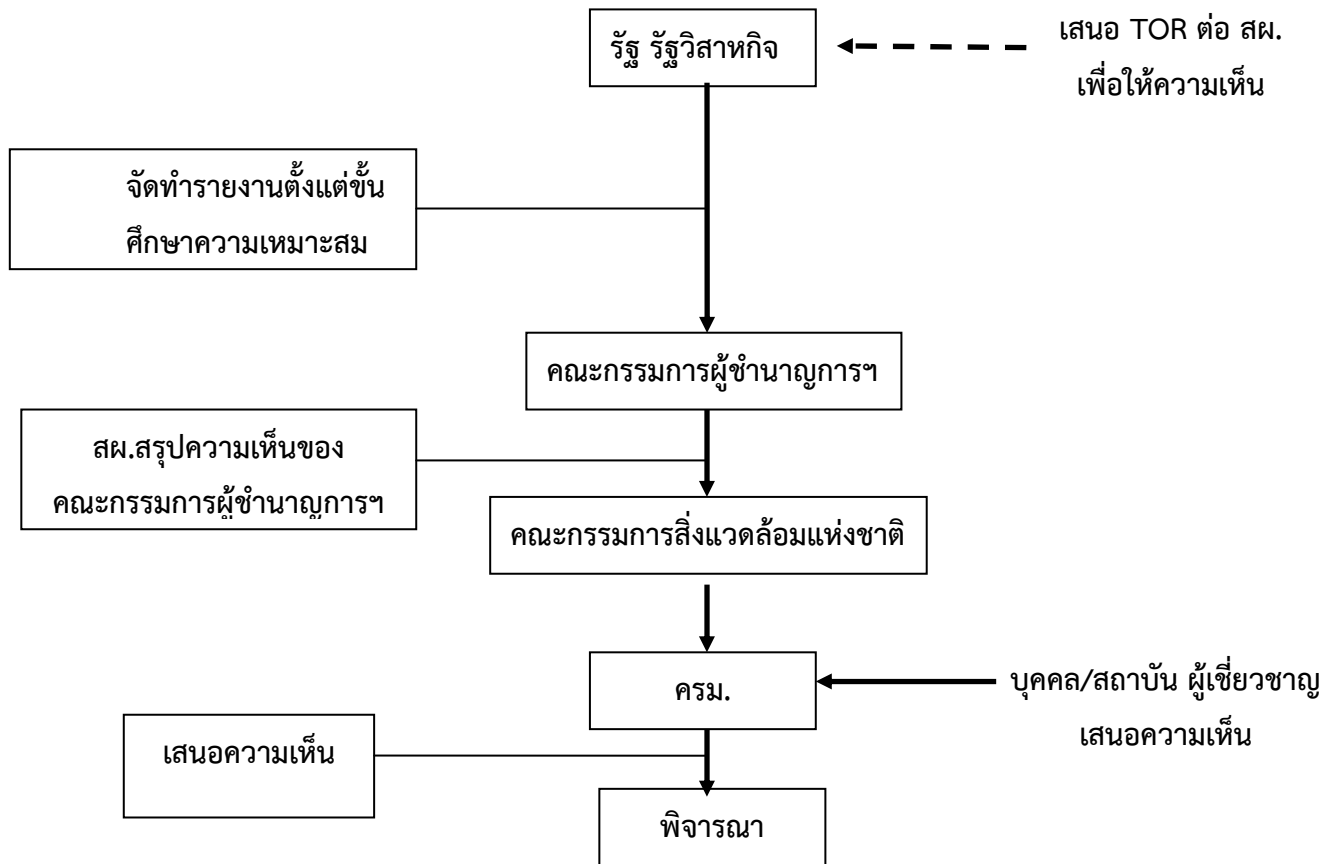 รัฐ รัฐวิสาหกิจ
เสนอ TOR ต่อ สผ.
เพื่อให้ความเห็น
จัดทำรายงานตั้งแต่ขั้น
ศึกษาความเหมาะสม
คณะกรรมการผู้ชำนาญการฯ
สผ.สรุปความเห็นของ
คณะกรรมการผู้ชำนาญการฯ
คณะกรรมการสิ่งแวดล้อมแห่งชาติ
ครม.
บุคคล/สถาบัน ผู้เชี่ยวชาญ
เสนอความเห็น
เสนอความเห็น
พิจารณา